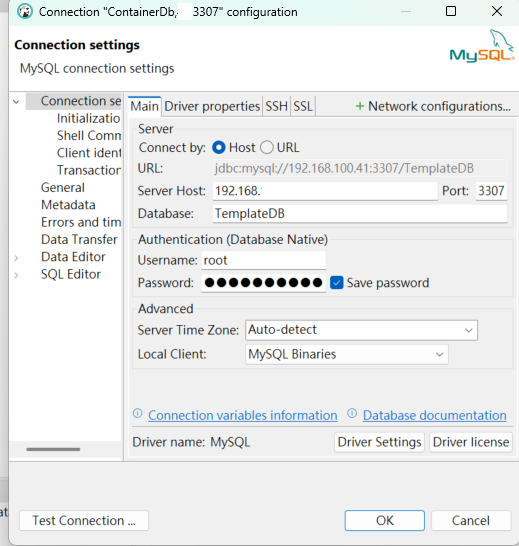 Connection "ContainerDb, 3307" configuration
Connection settings
MySQL connection settings
MySQL
Connection se
Initializatio
Shell Comm
Client ident
Transaction
General
Metadata
Errors and tim
Data Transfer
Data Editor
SQL Editor
Main Driver properties SSH SSL + Network configurations...
Server
Connect by: Host URL
URL: jdbc:mysql://192.168.100.41:3307/TemplateDB
Server Host: 192.168. Port: 3307
Database: TemplateDB
Authentication (Database Native)
Username: root
Password: ●●●●●●●●●● Save password
Advanced
Server Time Zone: Auto-detect
Local Client: MySQL Binaries
Connection variables information Database documentation
Driver name: MySQL Driver Settings Driver license
at
Test Connection ... OK Cancel